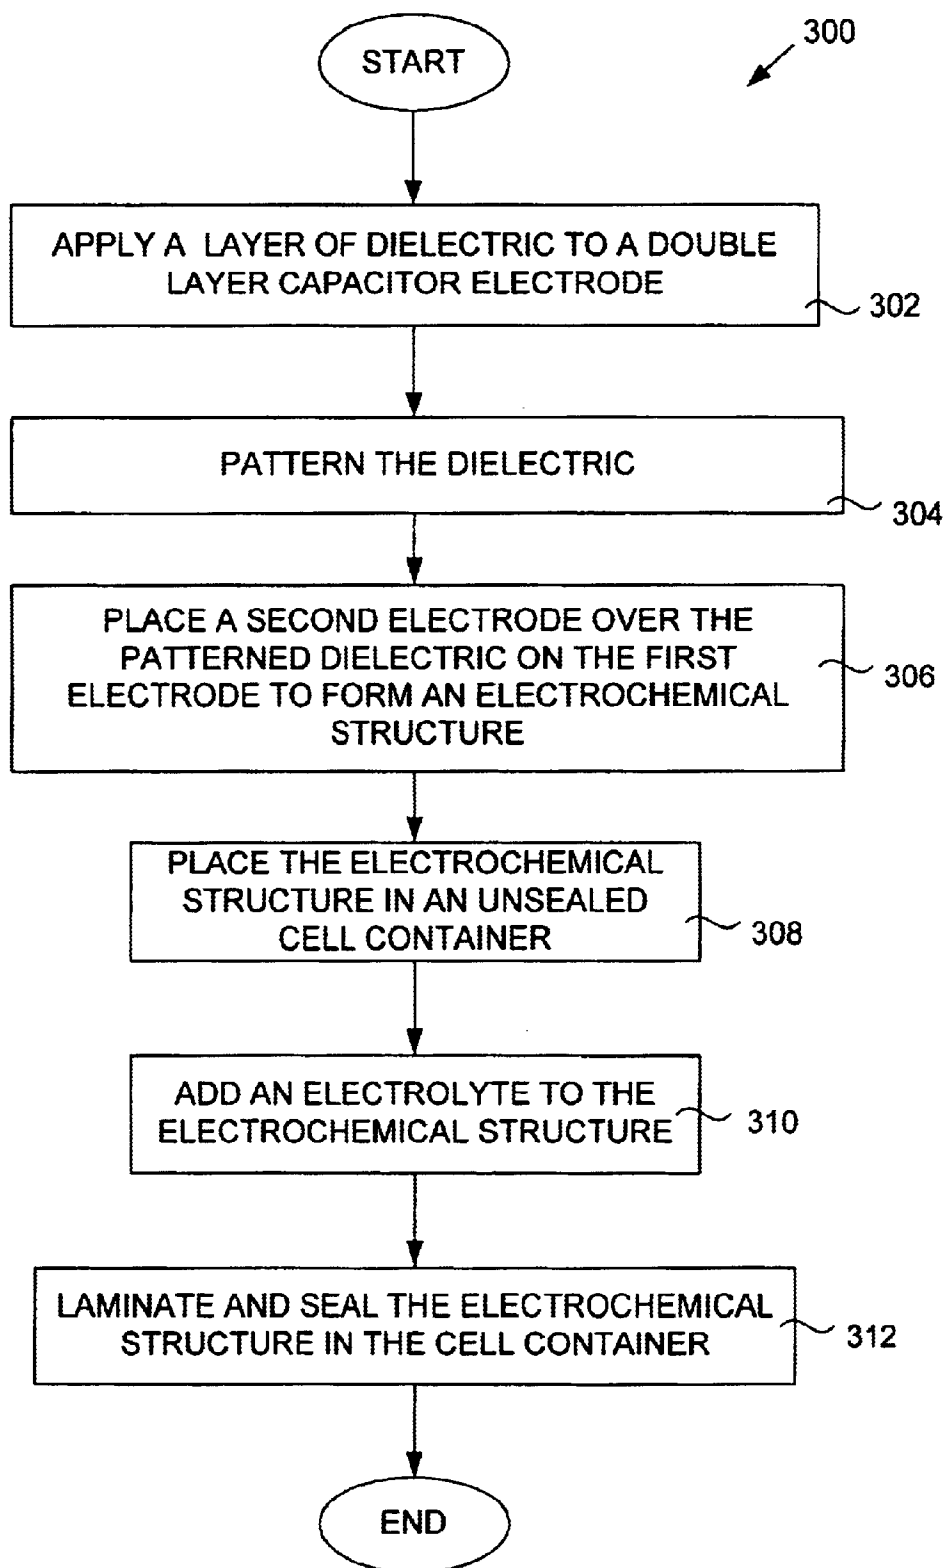 START
300
APPLY A LAYER OF DIELECTRIC TO A DOUBLE
LAYER CAPACITOR ELECTRODE
302
PATTERN THE DIELECTRIC
304
PLACE A SECOND ELECTRODE OVER THE
PATTERNED DIELECTRIC ON THE FIRST
ELECTRODE TO FORM AN ELECTROCHEMICAL
STRUCTURE
306
PLACE THE ELECTROCHEMICAL
STRUCTURE IN AN UNSEALED
CELL CONTAINER
308
ADD AN ELECTROLYTE TO THE
ELECTROCHEMICAL STRUCTURE
310
LAMINATE AND SEAL THE ELECTROCHEMICAL
STRUCTURE IN THE CELL CONTAINER
312
END